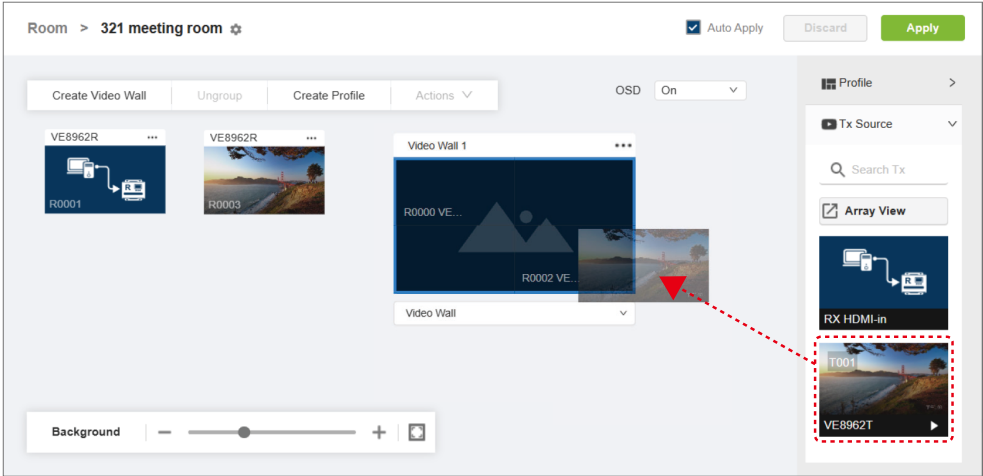 Room > 321 meeting room
Auto Apply
Discard
Apply
Create Video Wall
Ungroup
Create Profile
Actions
OSD
On
Profile
Tx Source
Search Tx
Array View
RX HDMI-in
T001
VE8962T
VE8962R
R
R0001
VE8962R
R0003
Video Wall 1
R0000 VE...
R0002 VE...
Video Wall
Background